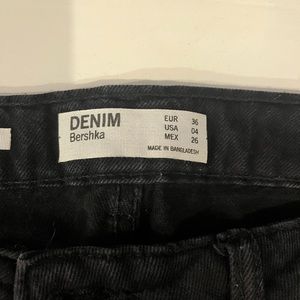 DENIM
Bershka
EUR 36
USA 04
MEX 26
MADE IN BANGLADESH